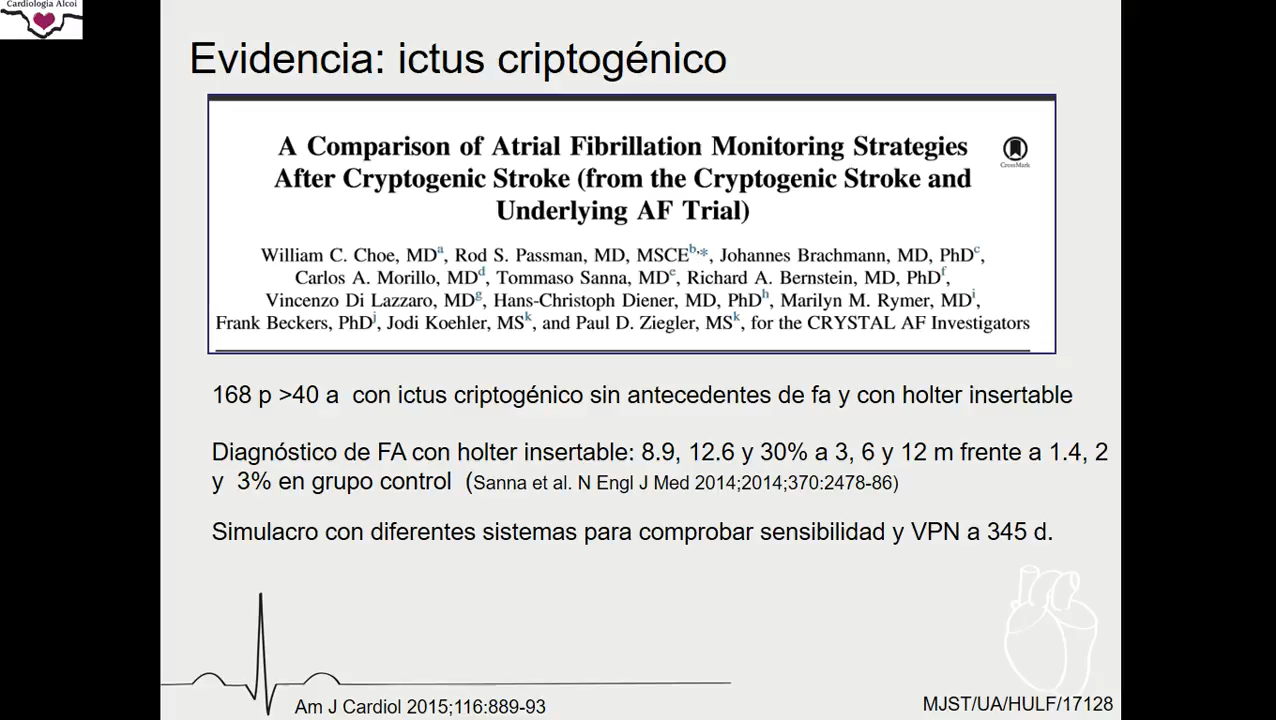 Cardiología Alcoi
Evidencia: ictus criptogénico
A Comparison of Atrial Fibrillation Monitoring Strategies
After Cryptogenic Stroke (from the Cryptogenic Stroke and
Underlying AF Trial)
CrossMark
William C. Choe, MDa, Rod S. Passman, MD, MSCEb,*, Johannes Brachmann, MD, PhDc,
Carlos A. Morillo, MDd, Tommaso Sanna, MDe, Richard A. Bernstein, MD, PhDf,
Vincenzo Di Lazzaro, MDg, Hans-Christoph Diener, MD, PhDh, Marilyn M. Rymer, MDi,
Frank Beckers, PhDj, Jodi Koehler, MSk, and Paul D. Ziegler, MSk, for the CRYSTAL AF Investigators
168 p >40 a con ictus criptogénico sin antecedentes de fa y con holter insertable
Diagnóstico de FA con holter insertable: 8.9, 12.6 y 30% a 3, 6 y 12 m frente a 1.4, 2
y 3% en grupo control (Sanna et al. N Engl J Med 2014;2014;370:2478-86)
Simulacro con diferentes sistemas para comprobar sensibilidad y VPN a 345 d.
Am J Cardiol 2015;116:889-93
MJST/UA/HULF/17128